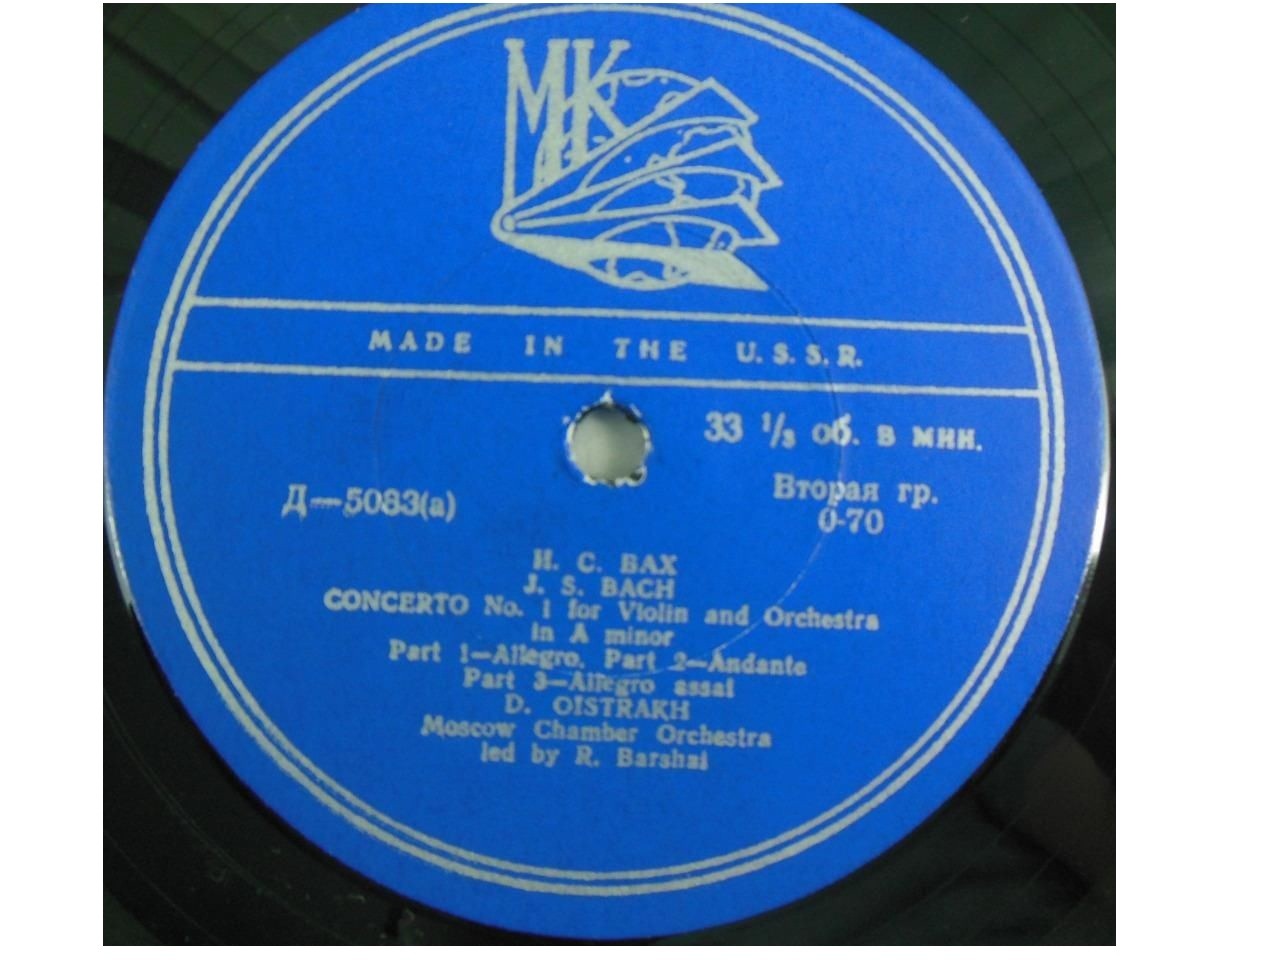 МК
MADE IN THE U.S.S.R.
33 ⅓ об. в мин.
Д—5083(а)
Вторая гр.
0-70
И. С. БАХ
J. S. BACH
CONCERTO No. 1 for Violin and Orchestra
in A minor
Part 1—Allegro. Part 2—Andante
Part 3—Allegro assai
D. OISTRAKH
Moscow Chamber Orchestra
led by R. Barshai